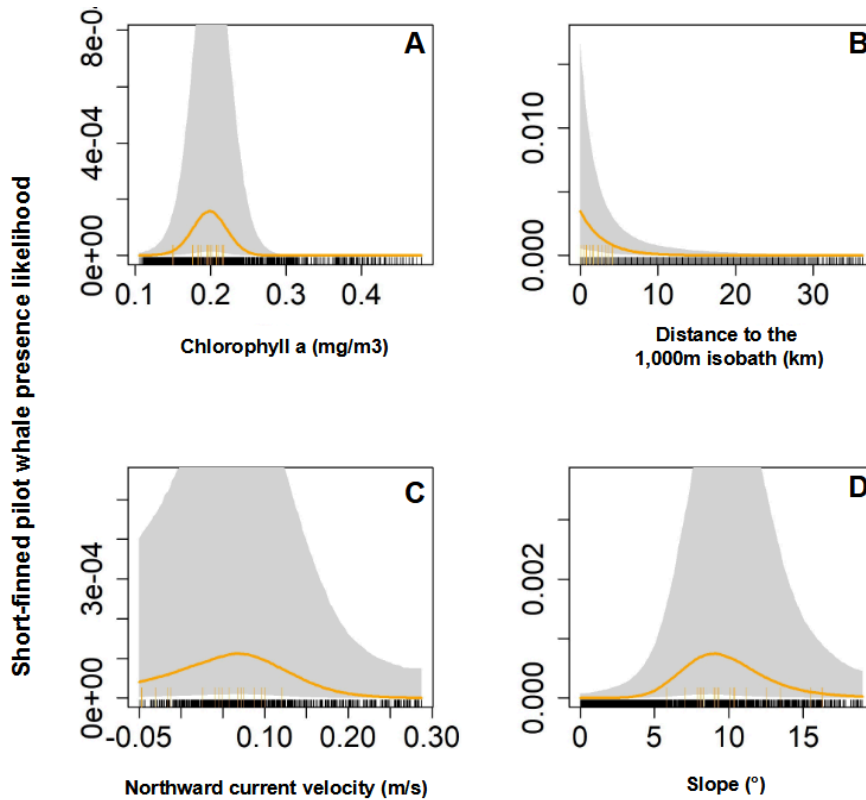 Short-finned pilot whale presence likelihood
A
8e-04
4e-04
0e+00
0.1 0.2 0.3 0.4
Chlorophyll a (mg/m3)
B
0.010
0.000
0 10 20 30
Distance to the
1,000m isobath (km)
C
3e-04
0e+00
-0.05 0.10 0.20 0.30
Northward current velocity (m/s)
D
0.002
0.000
0 5 10 15
Slope (°)